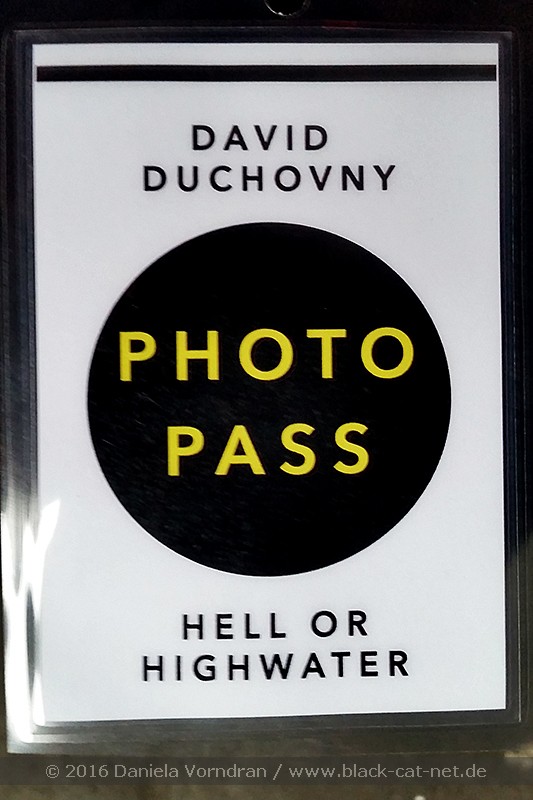 DAVID
DUCHOVNY
PHOTO
PASS
HELL OR
HIGHWATER
© 2016 Daniela Vorndran / www.black-cat-net.de